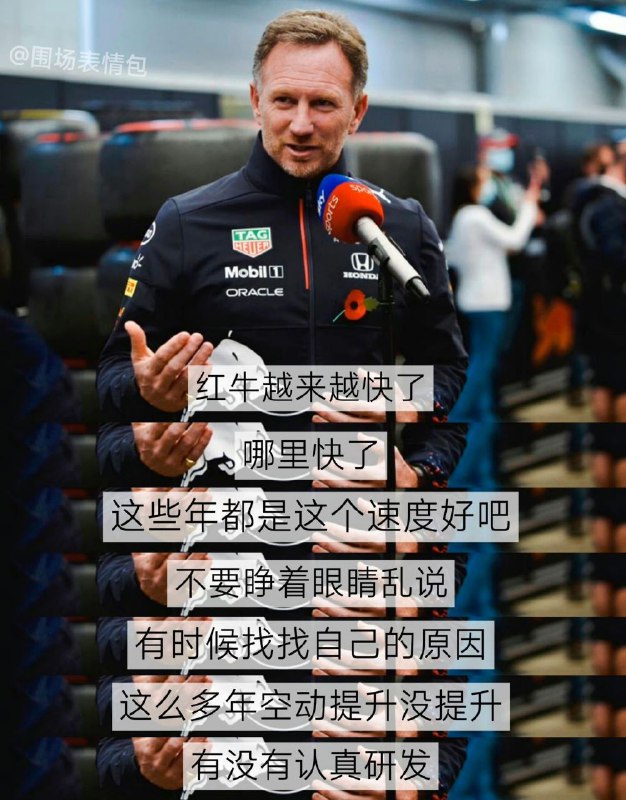 @围场表情包
SKY
sports
sports
TAG
HEUER
Mobil 1
HONDA
ORACLE
红牛越来越快了
哪里快了
这些年都是这个速度好吧
不要睁着眼睛乱说
有时候找找自己的原因
这么多年空动提升没提升
有没有认真研发